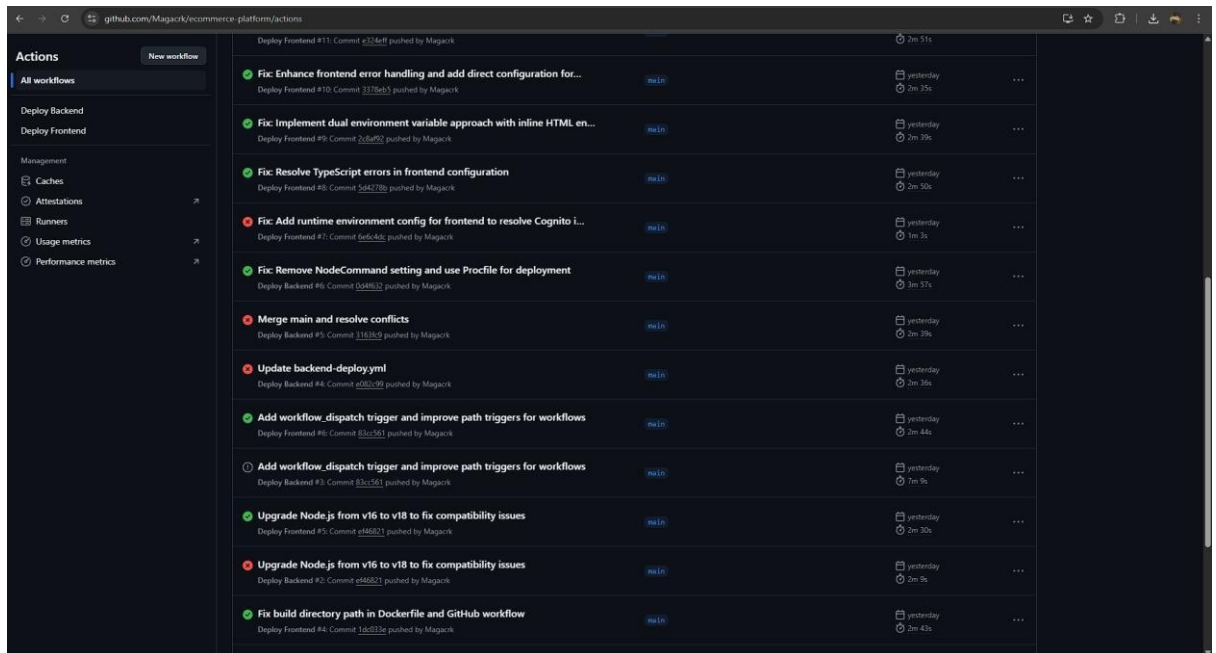 github.com/Magacrk/ecommerce-platform/actions
Actions
New workflow
All workflows
Deploy Backend
Deploy Frontend
Management
Caches
Attestations
Runners
Usage metrics
Performance metrics
Deploy Frontend #11: Commit e324eff pushed by Magacrk
2m 51s
Fix: Enhance frontend error handling and add direct configuration for...
main
yesterday
Deploy Frontend #10: Commit 3378eb5 pushed by Magacrk
2m 35s
Fix: Implement dual environment variable approach with inline HTML en...
main
yesterday
Deploy Frontend #9: Commit 2c8af92 pushed by Magacrk
2m 39s
Fix: Resolve TypeScript errors in frontend configuration
main
yesterday
Deploy Frontend #8: Commit 5d4278b pushed by Magacrk
2m 50s
Fix: Add runtime environment config for frontend to resolve Cognito i...
main
yesterday
Deploy Frontend #7: Commit 6e6c4dc pushed by Magacrk
1m 3s
Fix: Remove NodeCommand setting and use Procfile for deployment
main
yesterday
Deploy Backend #6: Commit 0d4f632 pushed by Magacrk
3m 57s
Merge main and resolve conflicts
main
yesterday
Deploy Backend #5: Commit 3163fc9 pushed by Magacrk
2m 39s
Update backend-deploy.yml
main
yesterday
Deploy Backend #4: Commit e082c99 pushed by Magacrk
2m 36s
Add workflow_dispatch trigger and improve path triggers for workflows
main
yesterday
Deploy Frontend #6: Commit 83cc561 pushed by Magacrk
2m 44s
Add workflow_dispatch trigger and improve path triggers for workflows
main
yesterday
Deploy Backend #3: Commit 83cc561 pushed by Magacrk
7m 9s
Upgrade Node.js from v16 to v18 to fix compatibility issues
main
yesterday
Deploy Frontend #5: Commit ef46821 pushed by Magacrk
2m 30s
Upgrade Node.js from v16 to v18 to fix compatibility issues
main
yesterday
Deploy Backend #2: Commit ef46821 pushed by Magacrk
2m 9s
Fix build directory path in Dockerfile and GitHub workflow
main
yesterday
Deploy Frontend #4: Commit 1dc033e pushed by Magacrk
2m 43s